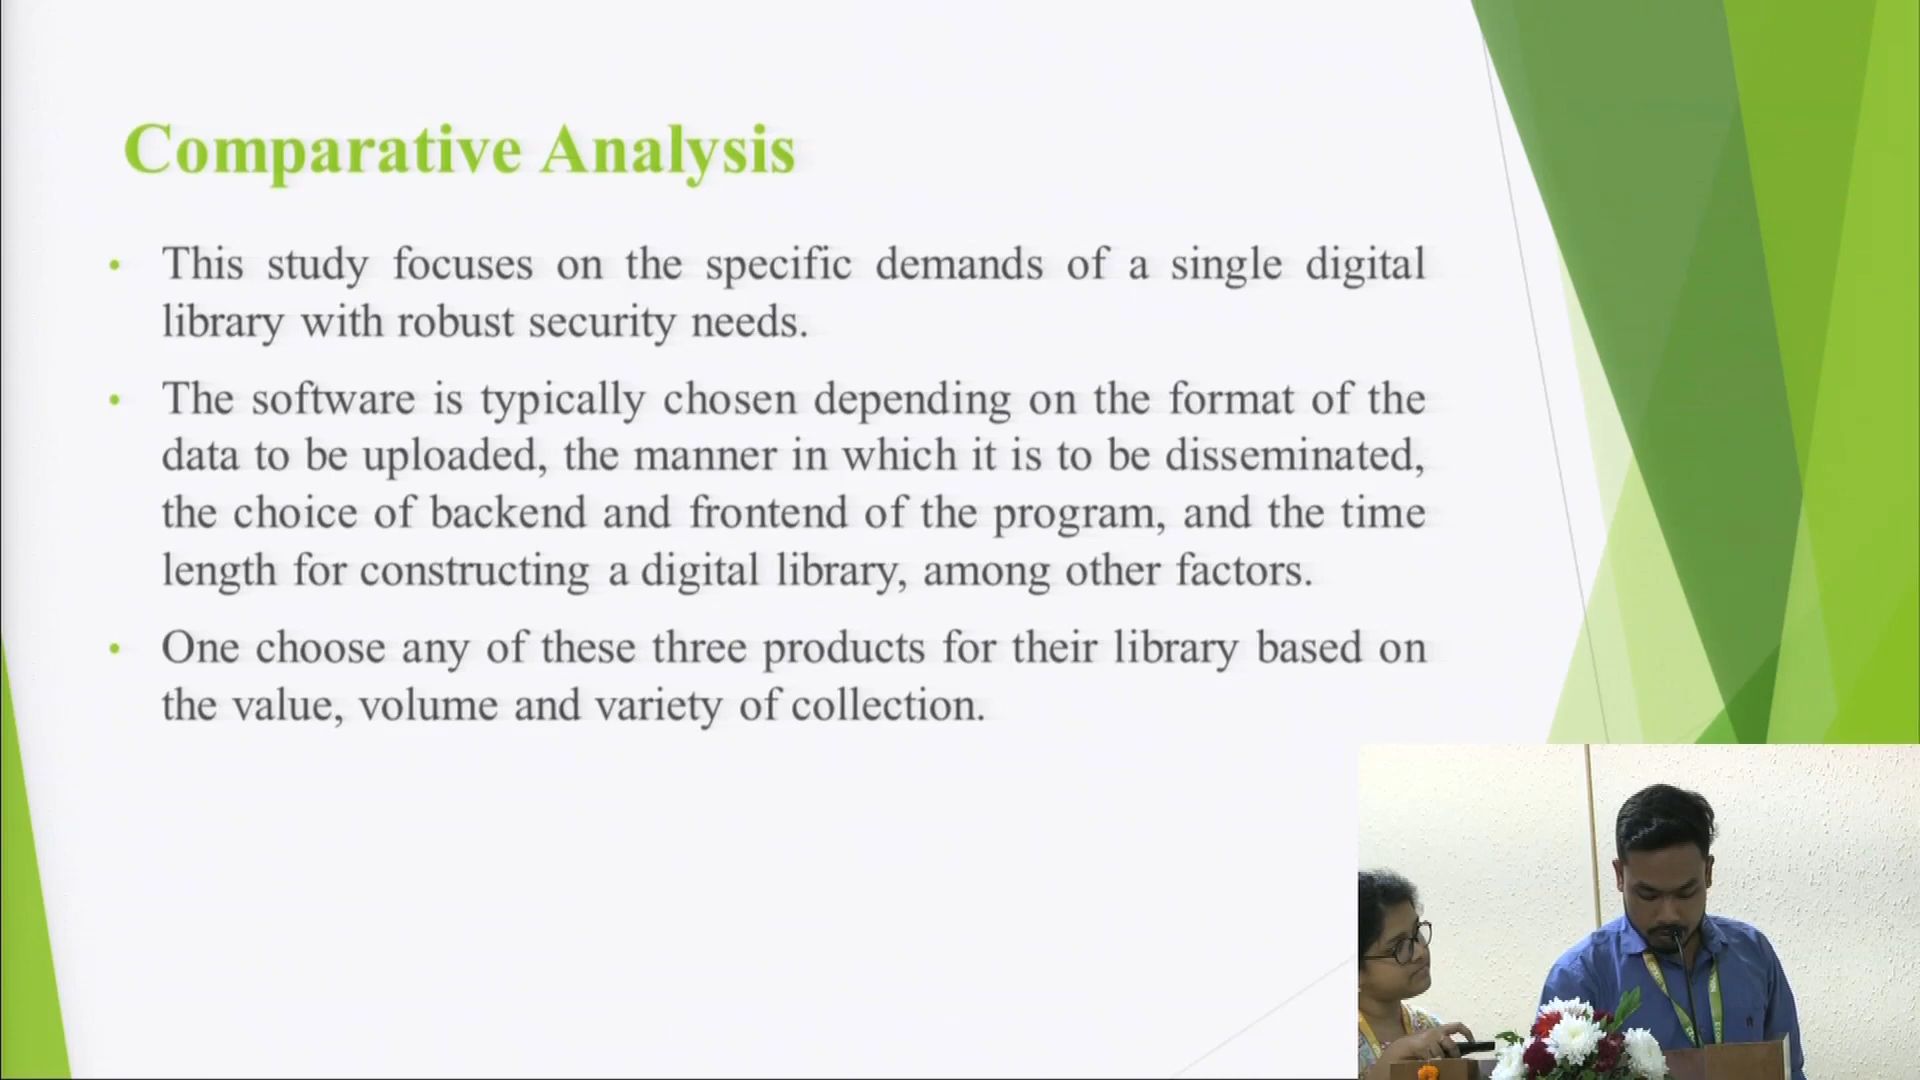 Comparative Analysis
• This study focuses on the specific demands of a single digital
library with robust security needs.
• The software is typically chosen depending on the format of the
data to be uploaded, the manner in which it is to be disseminated,
the choice of backend and frontend of the program, and the time
length for constructing a digital library, among other factors.
• One choose any of these three products for their library based on
the value, volume and variety of collection.